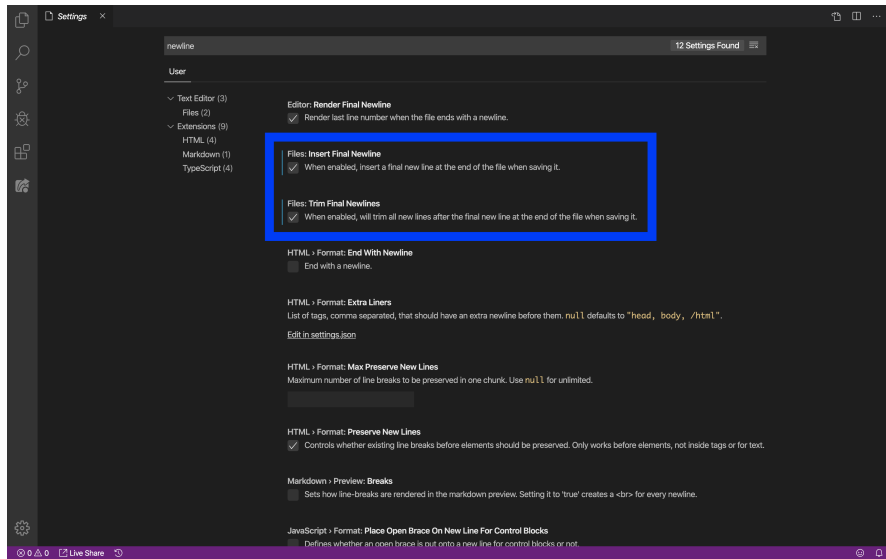 Settings
newline
12 Settings Found
User
Text Editor (3)
Files (2)
Extensions (9)
HTML (4)
Markdown (1)
TypeScript (4)
Editor: Render Final Newline
Render last line number when the file ends with a newline.
Files: Insert Final Newline
When enabled, insert a final new line at the end of the file when saving it.
Files: Trim Final Newlines
When enabled, will trim all new lines after the final new line at the end of the file when saving it.
HTML › Format: End With Newline
End with a newline.
HTML › Format: Extra Liners
List of tags, comma separated, that should have an extra newline before them. null defaults to "head, body, /html".
Edit in settings.json
HTML › Format: Max Preserve New Lines
Maximum number of line breaks to be preserved in one chunk. Use null for unlimited.
HTML › Format: Preserve New Lines
Controls whether existing line breaks before elements should be preserved. Only works before elements, not inside tags or for text.
Markdown › Preview: Breaks
Sets how line-breaks are rendered in the markdown preview. Setting it to 'true' creates a <br> for every newline.
JavaScript › Format: Place Open Brace On New Line For Control Blocks
Defines whether an open brace is put onto a new line for control blocks or not.
0 0 Live Share